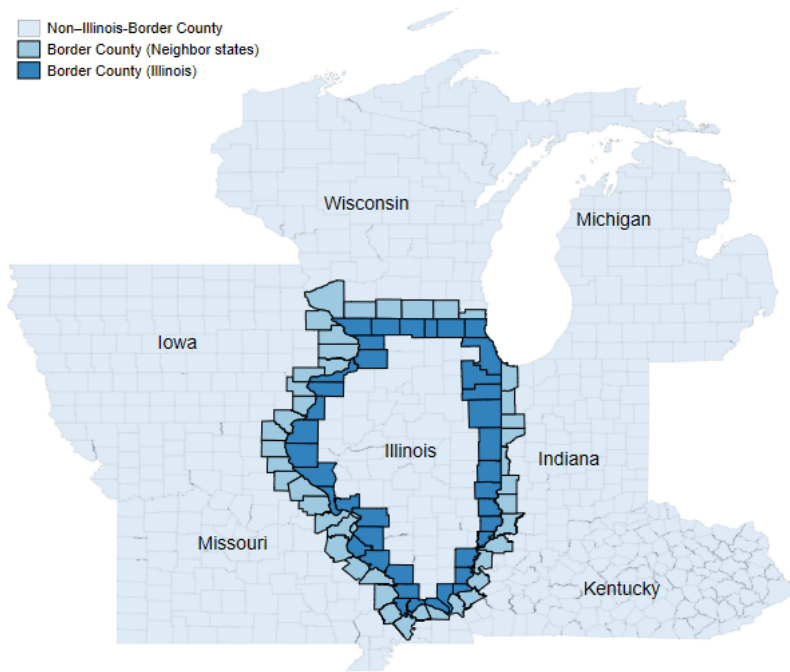 Non–Illinois-Border County
Border County (Neighbor states)
Border County (Illinois)
Wisconsin
Michigan
Iowa
Illinois
Indiana
Missouri
Kentucky